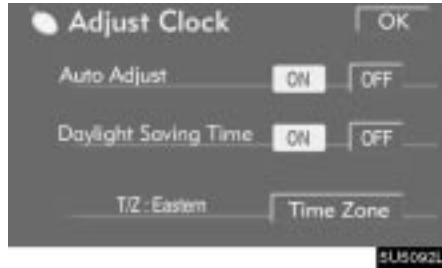 Adjust Clock OK
Auto Adjust ON OFF
Daylight Saving Time ON OFF
T/Z : Eastern Time Zone
5U5092L